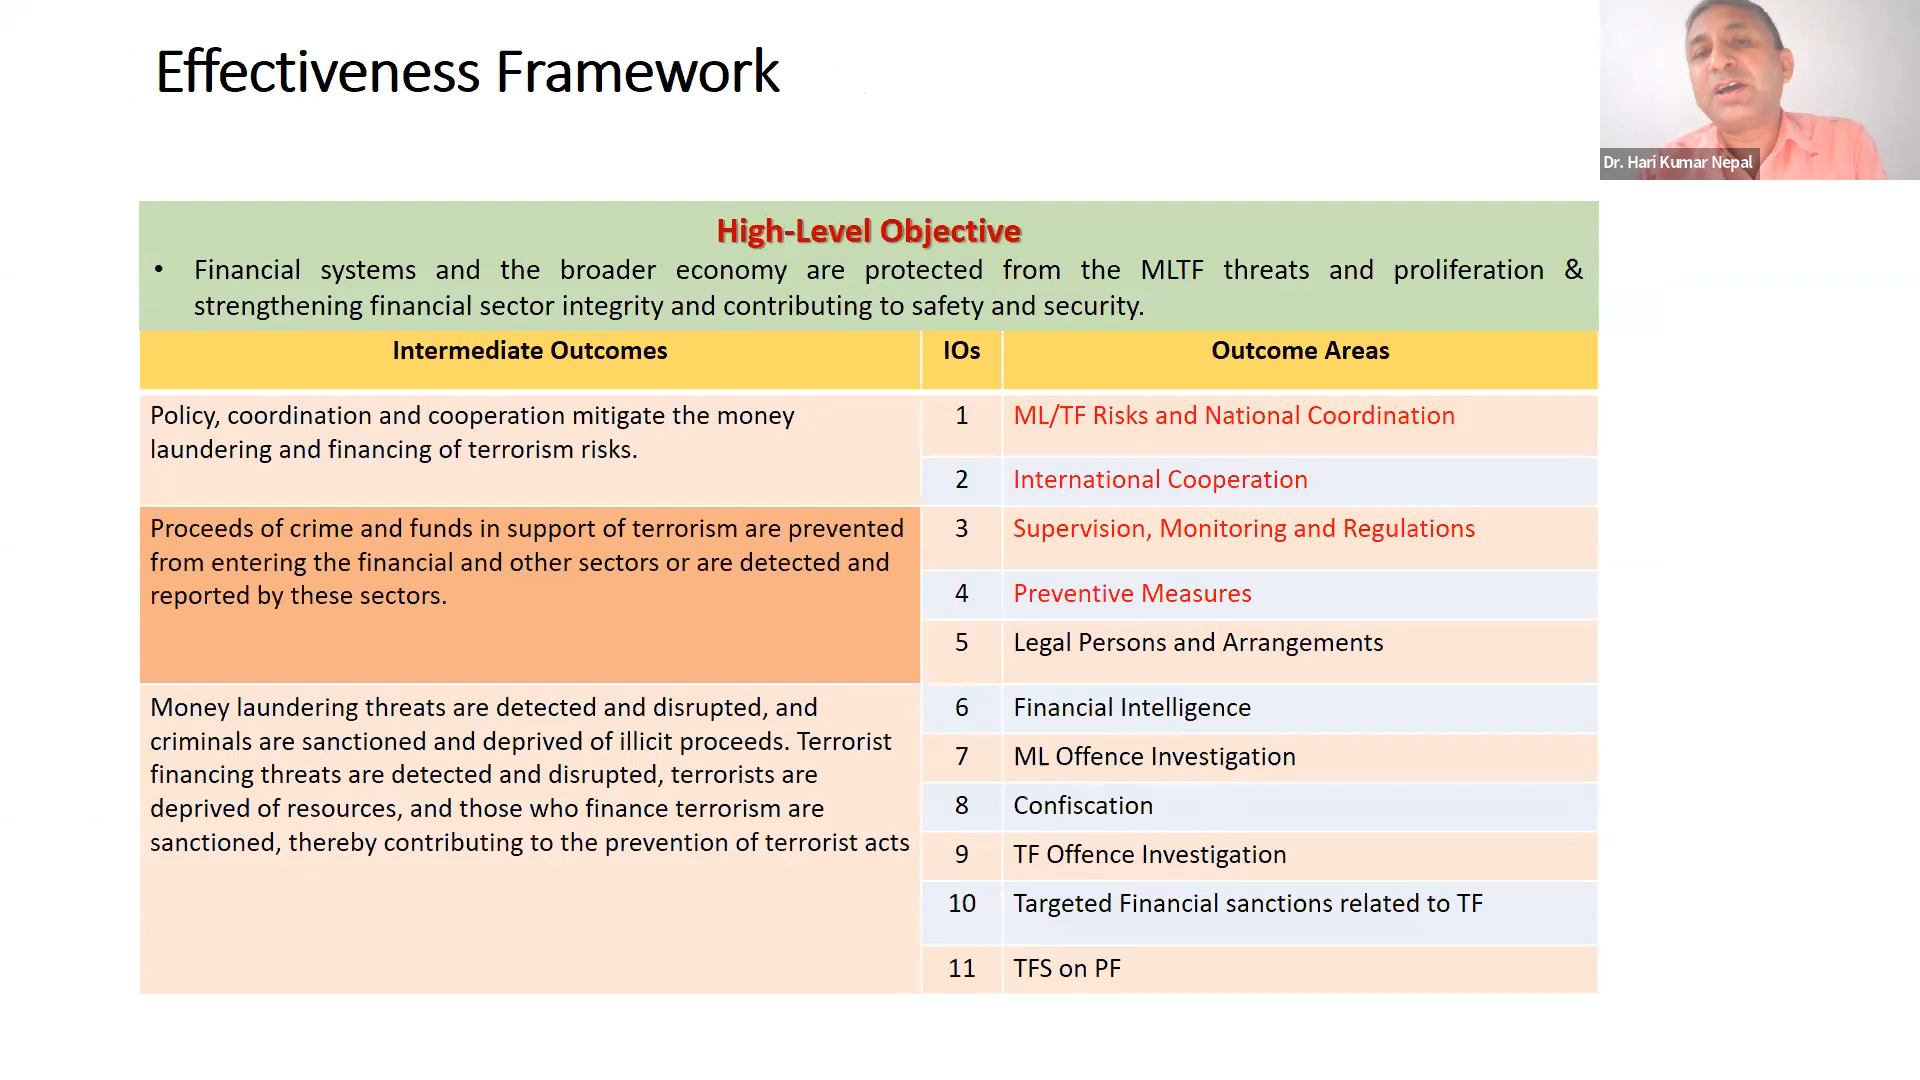 Effectiveness Framework
Dr. Hari Kumar Nepal
High-Level Objective
• Financial systems and the broader economy are protected from the MLTF threats and proliferation &
strengthening financial sector integrity and contributing to safety and security.
Intermediate Outcomes IOs Outcome Areas
Policy, coordination and cooperation mitigate the money
laundering and financing of terrorism risks.
1 ML/TF Risks and National Coordination
2 International Cooperation
Proceeds of crime and funds in support of terrorism are prevented
from entering the financial and other sectors or are detected and
reported by these sectors.
3 Supervision, Monitoring and Regulations
4 Preventive Measures
5 Legal Persons and Arrangements
Money laundering threats are detected and disrupted, and
criminals are sanctioned and deprived of illicit proceeds. Terrorist
financing threats are detected and disrupted, terrorists are
deprived of resources, and those who finance terrorism are
sanctioned, thereby contributing to the prevention of terrorist acts
6 Financial Intelligence
7 ML Offence Investigation
8 Confiscation
9 TF Offence Investigation
10 Targeted Financial sanctions related to TF
11 TFS on PF